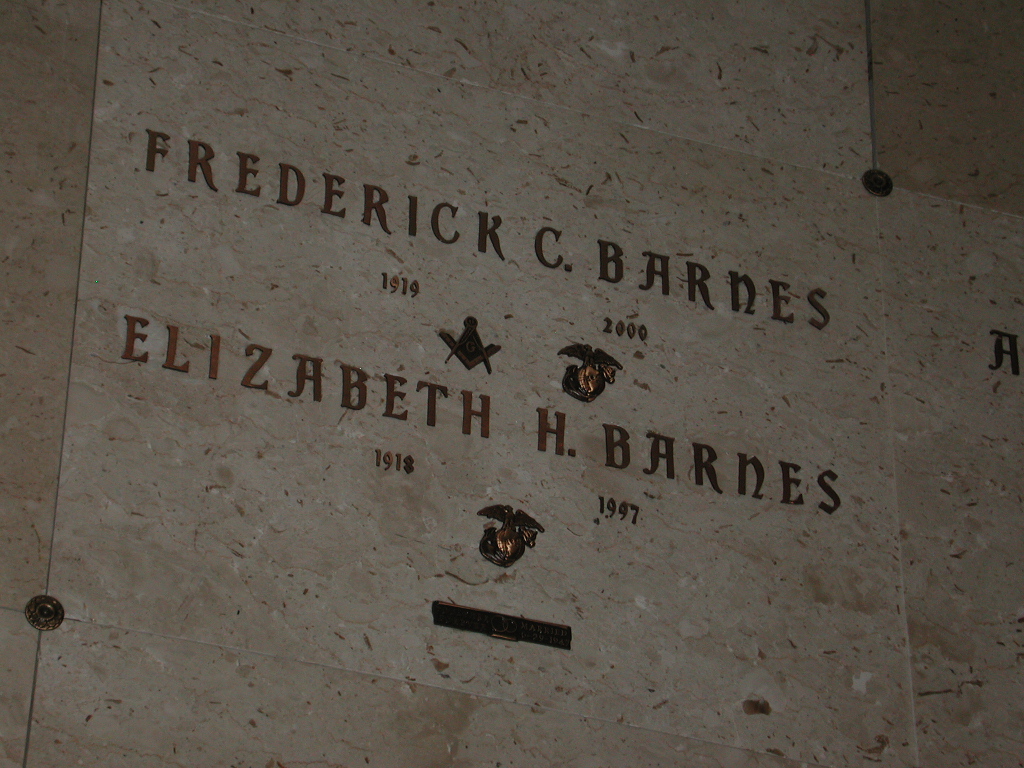 FREDERICK C. BARNES
1919 2000
G
ELIZABETH H. BARNES
1918 1997
A